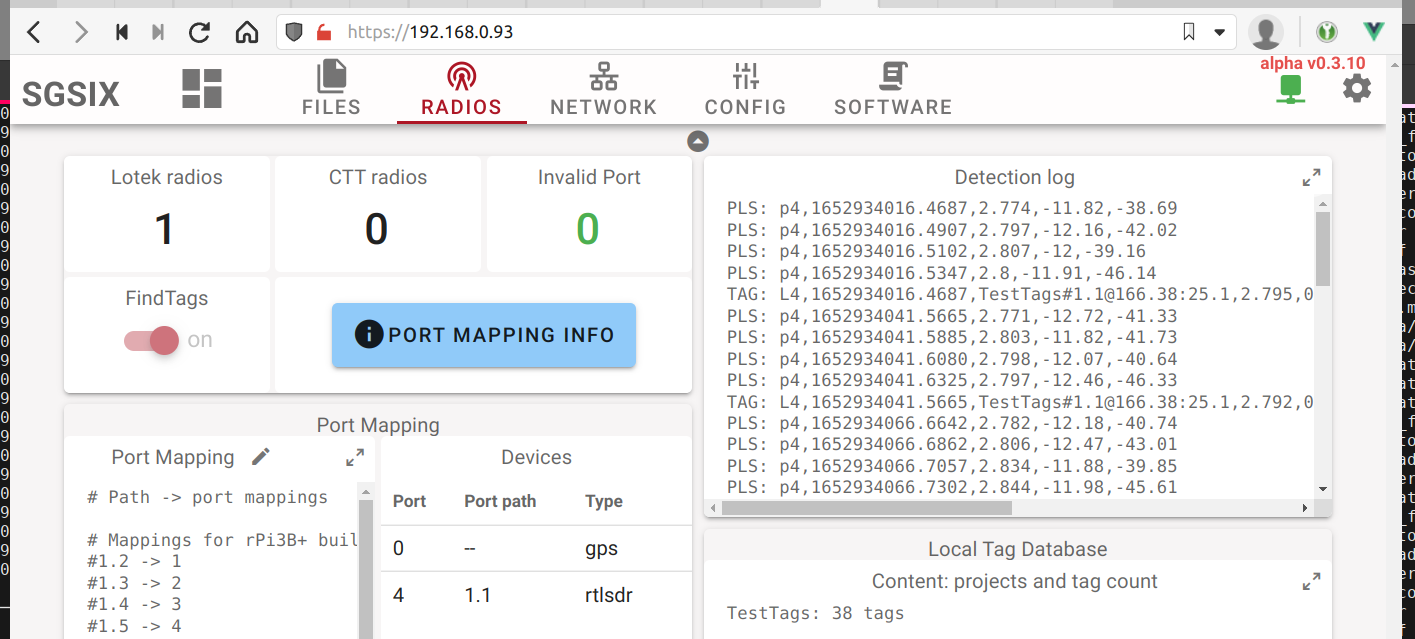 https://192.168.0.93
alpha v0.3.10
SGSIX
FILES
RADIOS
NETWORK
CONFIG
SOFTWARE
Lotek radios
1
CTT radios
0
Invalid Port
0
FindTags
on
i PORT MAPPING INFO
Port Mapping
Port Mapping
# Path -> port mappings
# Mappings for rPi3B+ buil
#1.2 -> 1
#1.3 -> 2
#1.4 -> 3
#1.5 -> 4
Devices
Port Port path Type
0 -- gps
4 1.1 rtlsdr
Detection log
PLS: p4,1652934016.4687,2.774,-11.82,-38.69
PLS: p4,1652934016.4907,2.797,-12.16,-42.02
PLS: p4,1652934016.5102,2.807,-12,-39.16
PLS: p4,1652934016.5347,2.8,-11.91,-46.14
TAG: L4,1652934016.4687,TestTags#1.1@166.38:25.1,2.795,0
PLS: p4,1652934041.5665,2.771,-12.72,-41.33
PLS: p4,1652934041.5885,2.803,-11.82,-41.73
PLS: p4,1652934041.6080,2.798,-12.07,-40.64
PLS: p4,1652934041.6325,2.797,-12.46,-46.33
TAG: L4,1652934041.5665,TestTags#1.1@166.38:25.1,2.792,0
PLS: p4,1652934066.6642,2.782,-12.18,-40.74
PLS: p4,1652934066.6862,2.806,-12.47,-43.01
PLS: p4,1652934066.7057,2.834,-11.88,-39.85
PLS: p4,1652934066.7302,2.844,-11.98,-45.61
Local Tag Database
Content: projects and tag count
TestTags: 38 tags